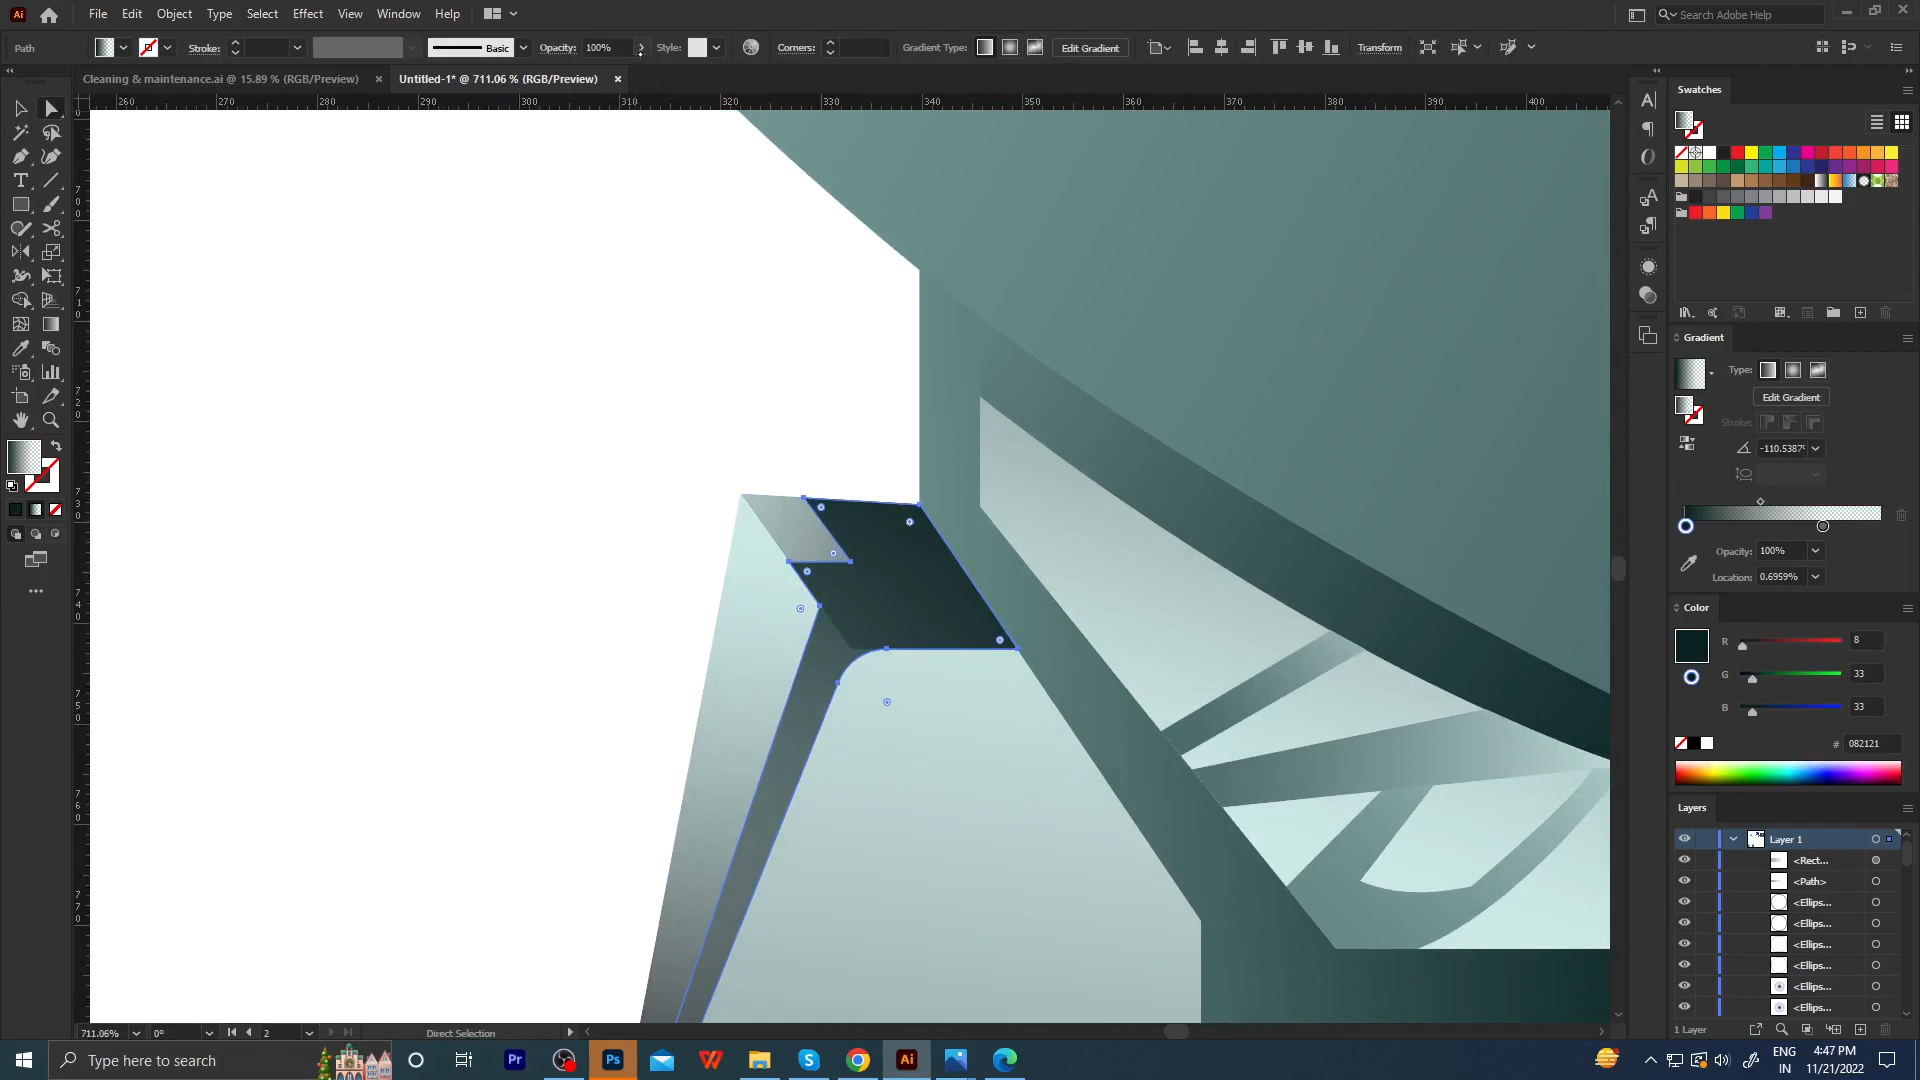 Ai File Edit Object Type Select Effect View Window Help
Search Adobe Help
Path
Stroke:
Basic
Opacity: 100%
Style:
Corners:
Gradient Type:
Edit Gradient
Transform
Cleaning & maintenance.ai @ 15.89 % (RGB/Preview) ×
Untitled-1* @ 711.06 % (RGB/Preview) ×
260 270 280 290 300 310 320 330 340 350 360 370 380 390 400
Swatches
Gradient
Type:
Edit Gradient
Stroke:
-110.5387°
Opacity: 100%
Location: 0.6959%
Color
R 8
G 33
B 33
# 082121
Layers
Layer 1
<Rect...
<Path>
<Ellips...
<Ellips...
<Ellips...
<Ellips...
<Ellips...
<Ellips...
1 Layer
711.06% 0° 2 Direct Selection
Type here to search
Pr Ps Ai
ENG
IN
4:47 PM
11/21/2022